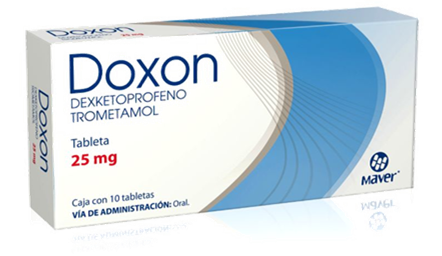 Doxon
DEXKETOPROFENO
TROMETAMOL
Tableta
25 mg
Caja con 10 tabletas
VÍA DE ADMINISTRACIÓN: Oral.
Maver